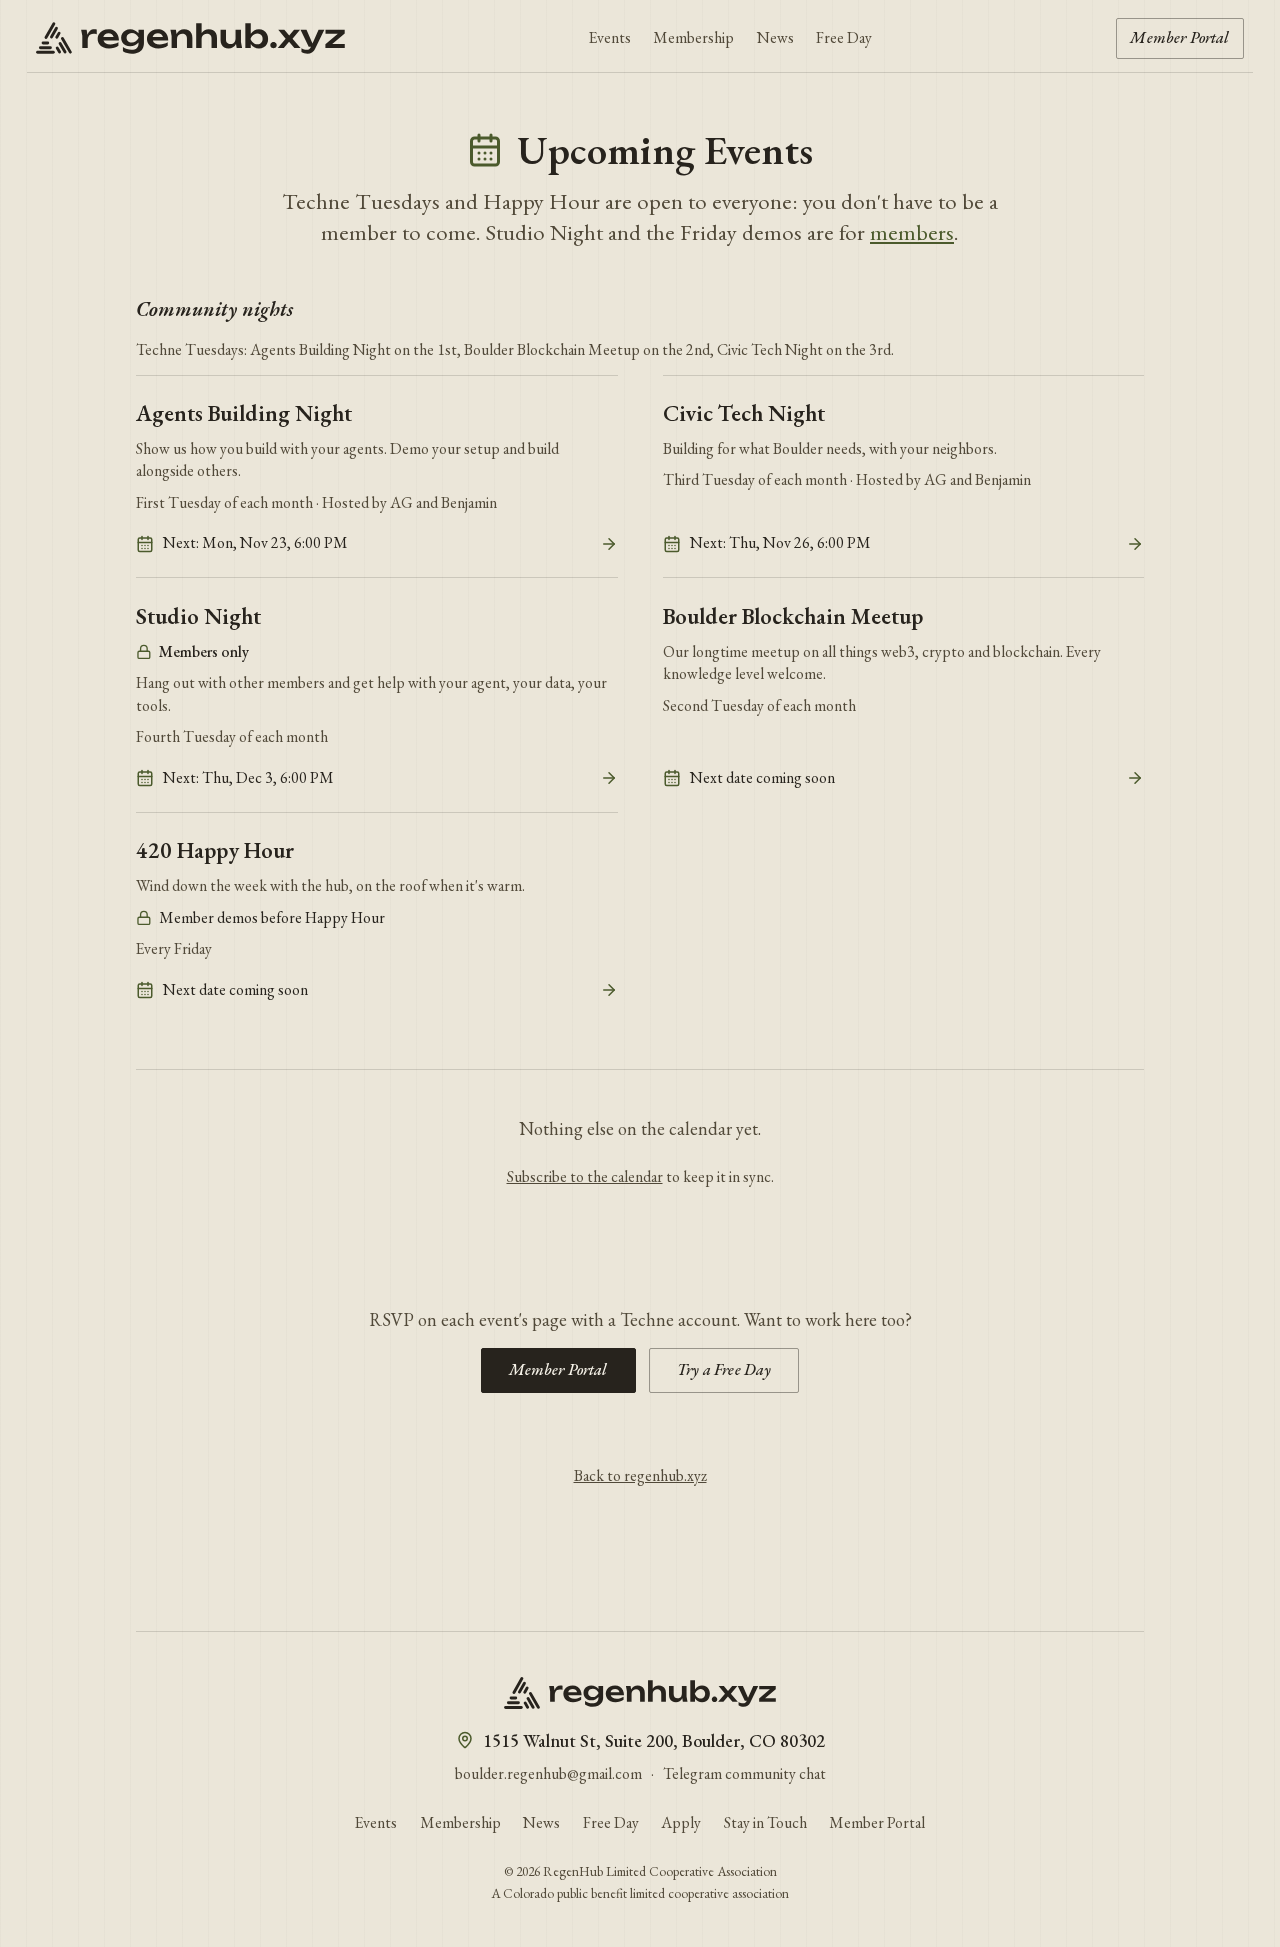 regenhub.xyz
Events Membership News Free Day
Member Portal
Upcoming Events
Techne Tuesdays and Happy Hour are open to everyone: you don't have to be a
member to come. Studio Night and the Friday demos are for members.
Community nights
Techne Tuesdays: Agents Building Night on the 1st, Boulder Blockchain Meetup on the 2nd, Civic Tech Night on the 3rd.
Agents Building Night
Show us how you build with your agents. Demo your setup and build
alongside others.
First Tuesday of each month · Hosted by AG and Benjamin
Next: Mon, Nov 23, 6:00 PM
Civic Tech Night
Building for what Boulder needs, with your neighbors.
Third Tuesday of each month · Hosted by AG and Benjamin
Next: Thu, Nov 26, 6:00 PM
Studio Night
Members only
Hang out with other members and get help with your agent, your data, your
tools.
Fourth Tuesday of each month
Next: Thu, Dec 3, 6:00 PM
Boulder Blockchain Meetup
Our longtime meetup on all things web3, crypto and blockchain. Every
knowledge level welcome.
Second Tuesday of each month
Next date coming soon
420 Happy Hour
Wind down the week with the hub, on the roof when it's warm.
Member demos before Happy Hour
Every Friday
Next date coming soon
Nothing else on the calendar yet.
Subscribe to the calendar to keep it in sync.
RSVP on each event's page with a Techne account. Want to work here too?
Member Portal
Try a Free Day
Back to regenhub.xyz
regenhub.xyz
1515 Walnut St, Suite 200, Boulder, CO 80302
boulder.regenhub@gmail.com · Telegram community chat
Events Membership News Free Day Apply Stay in Touch Member Portal
© 2026 RegenHub Limited Cooperative Association
A Colorado public benefit limited cooperative association